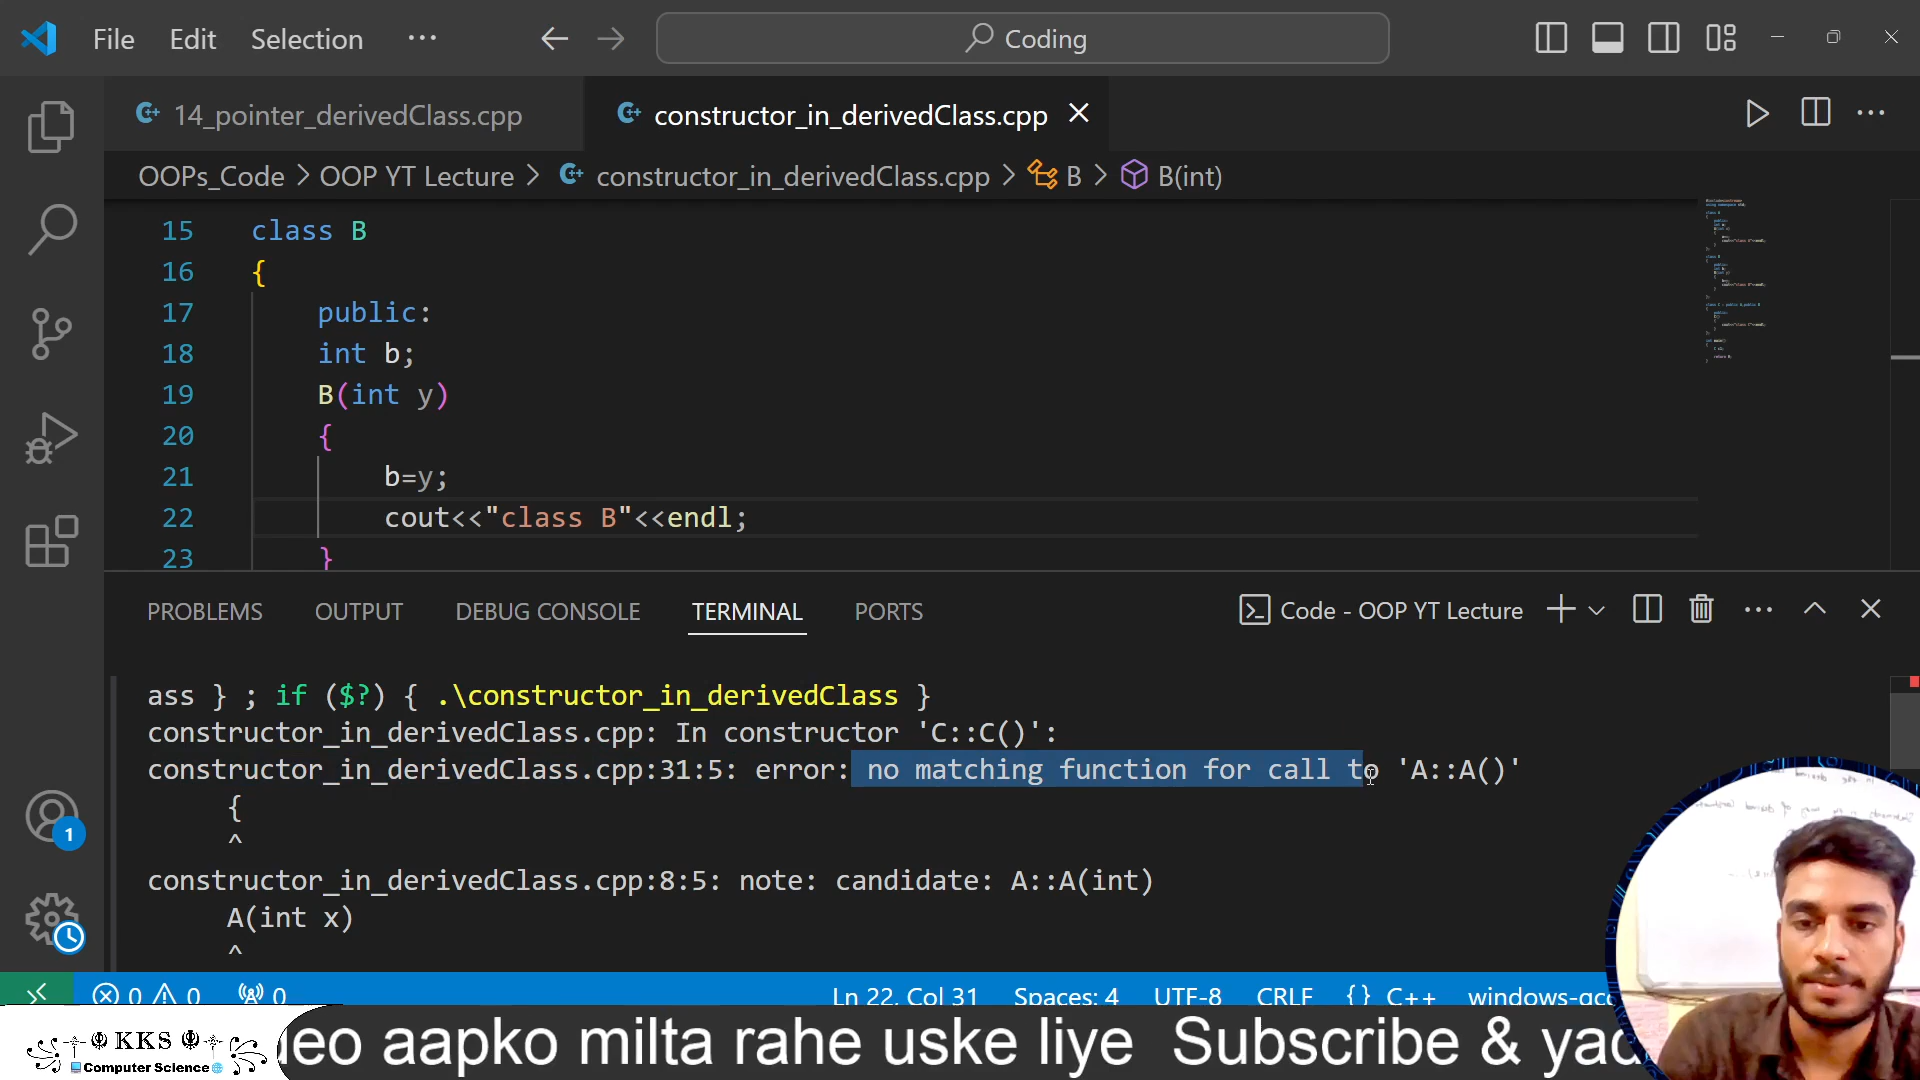 File Edit Selection ··· Coding
14_pointer_derivedClass.cpp constructor_in_derivedClass.cpp
OOPs_Code > OOP YT Lecture > constructor_in_derivedClass.cpp > B > B(int)
15 class B
16 {
17 public:
18 int b;
19 B(int y)
20 {
21 b=y;
22 cout<<"class B"<<endl;
23 }
PROBLEMS OUTPUT DEBUG CONSOLE TERMINAL PORTS Code - OOP YT Lecture
ass } ; if ($?) { .\constructor_in_derivedClass }
constructor_in_derivedClass.cpp: In constructor 'C::C()':
constructor_in_derivedClass.cpp:31:5: error: no matching function for call to 'A::A()'
{
^
constructor_in_derivedClass.cpp:8:5: note: candidate: A::A(int)
A(int x)
^
1
0 0 0 Ln 22, Col 31 Spaces: 4 UTF-8 CRLF {} C++ windows-gcc
KKS
Computer Science
deo aapko milta rahe uske liye Subscribe & yad